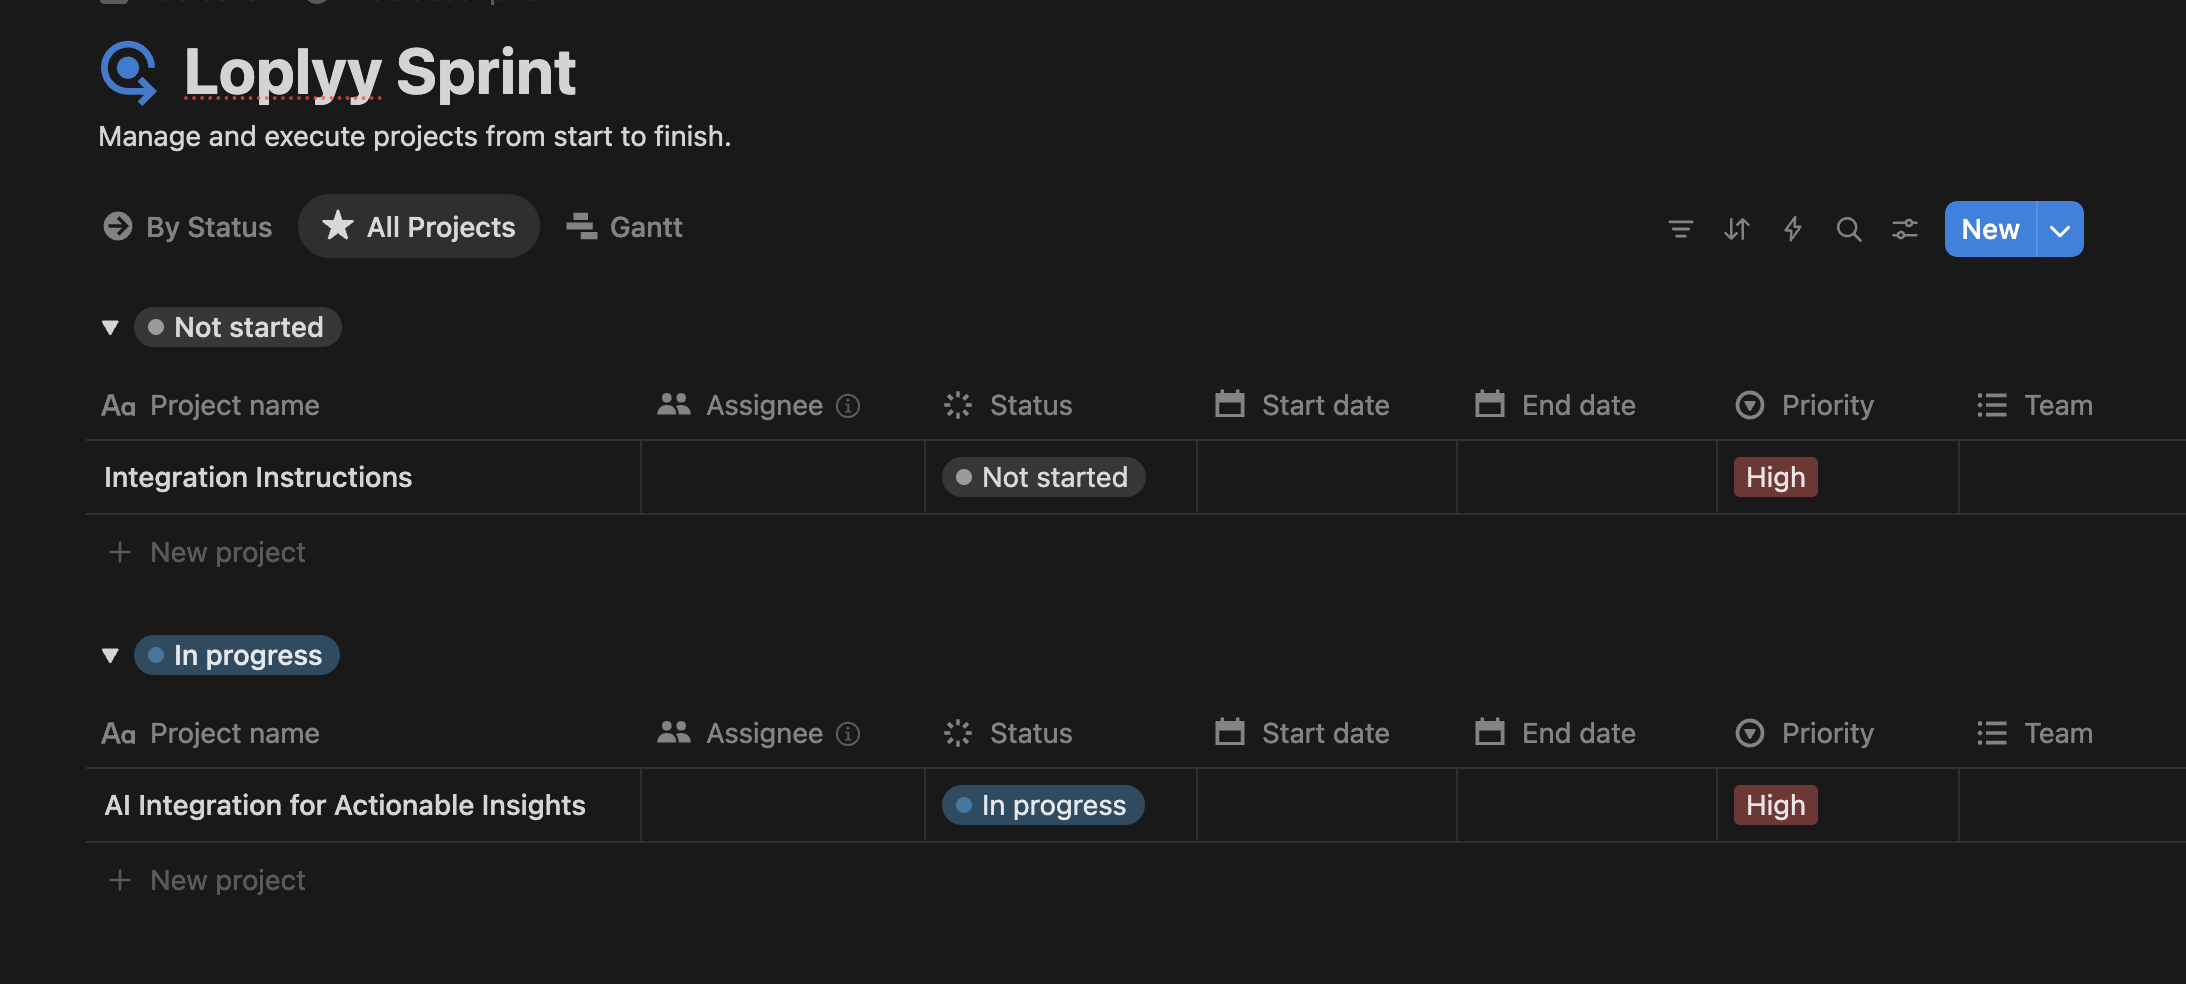 Loplyy Sprint
Manage and execute projects from start to finish.
By Status All Projects Gantt New
Not started
Aa Project name Assignee Status Start date End date Priority Team
Integration Instructions Not started High
+ New project
In progress
Aa Project name Assignee Status Start date End date Priority Team
AI Integration for Actionable Insights In progress High
+ New project